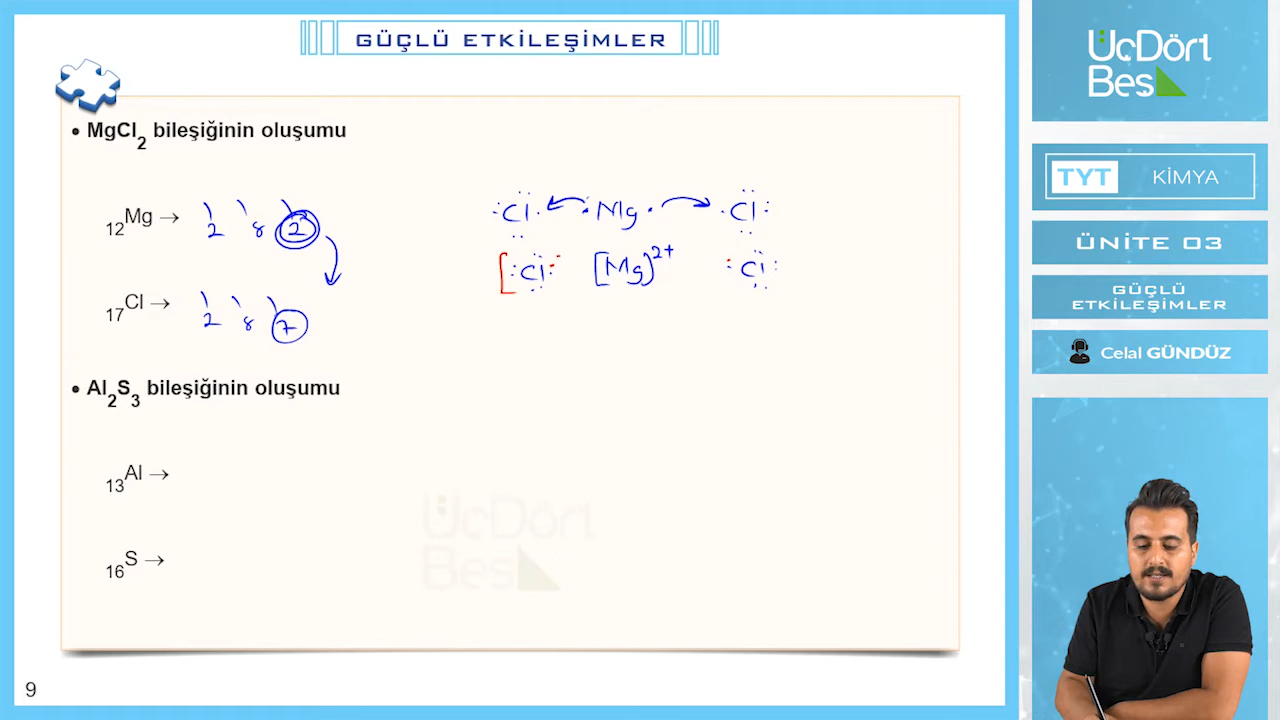 GÜÇLÜ ETKİLEŞİMLER
• MgCl2 bileşiğinin oluşumu
12Mg → 2 8 2
Cl Mg Cl
[Cl [Mg]2+ Cl
17Cl → 2 8 7
• Al2S3 bileşiğinin oluşumu
13Al →
16S →
ÜçDört
Beş
9
ÜçDört
Beş
TYT KİMYA
ÜNİTE 03
GÜÇLÜ
ETKİLEŞİMLER
Celal GÜNDÜZ